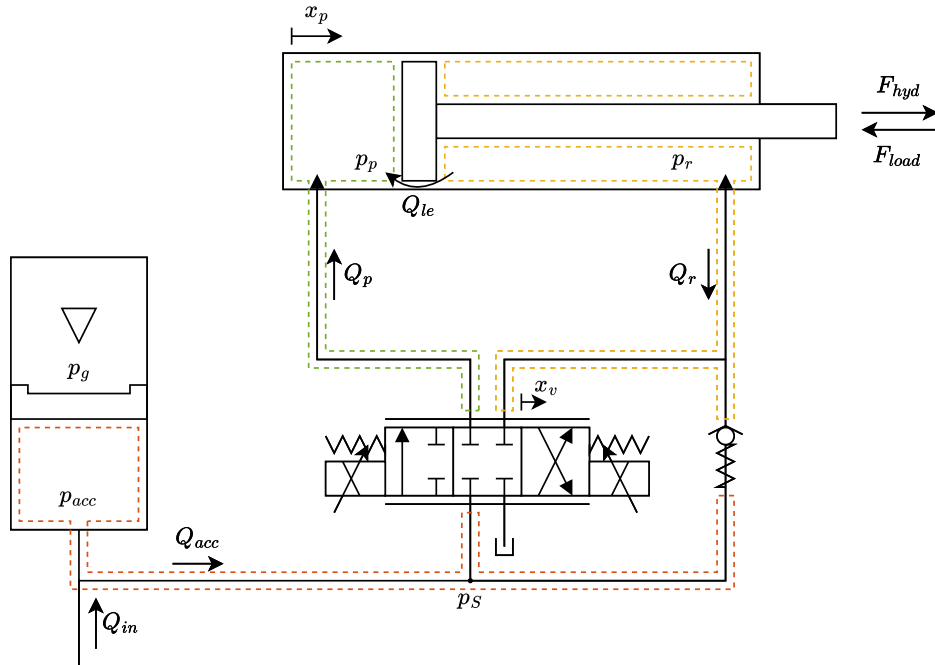 x_p
F_hyd
F_load
p_p
p_r
Q_le
Q_p
Q_r
p_g
x_v
p_acc
Q_acc
p_S
Q_in